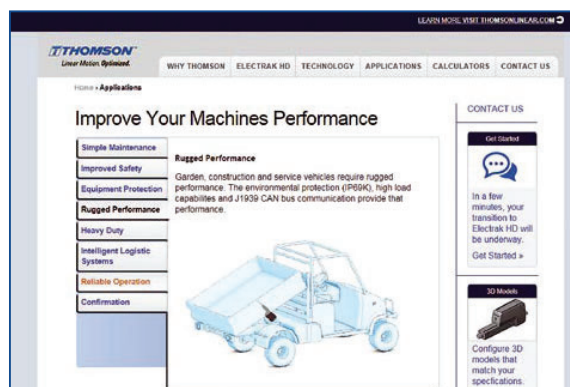 LEARN MORE VISIT THOMSONLINEAR.COM
THOMSON
Linear Motion. Optimized.
WHY THOMSON ELECTRAK HD TECHNOLOGY APPLICATIONS CALCULATORS CONTACT US
Home » Applications
Improve Your Machines Performance
Simple Maintenance
Improved Safety
Equipment Protection
Rugged Performance
Heavy Duty
Intelligent Logistic
Systems
Reliable Operation
Confirmation
Rugged Performance
Garden, construction and service vehicles require rugged
performance. The environmental protection (IP69K), high load
capabilites and J1939 CAN bus communication provide that
performance.
CONTACT US
Get Started
In a few
minutes, your
transition to
Electrak HD will
be underway.
Get Started »
3D Models
Configure 3D
models that
match your
specfications.